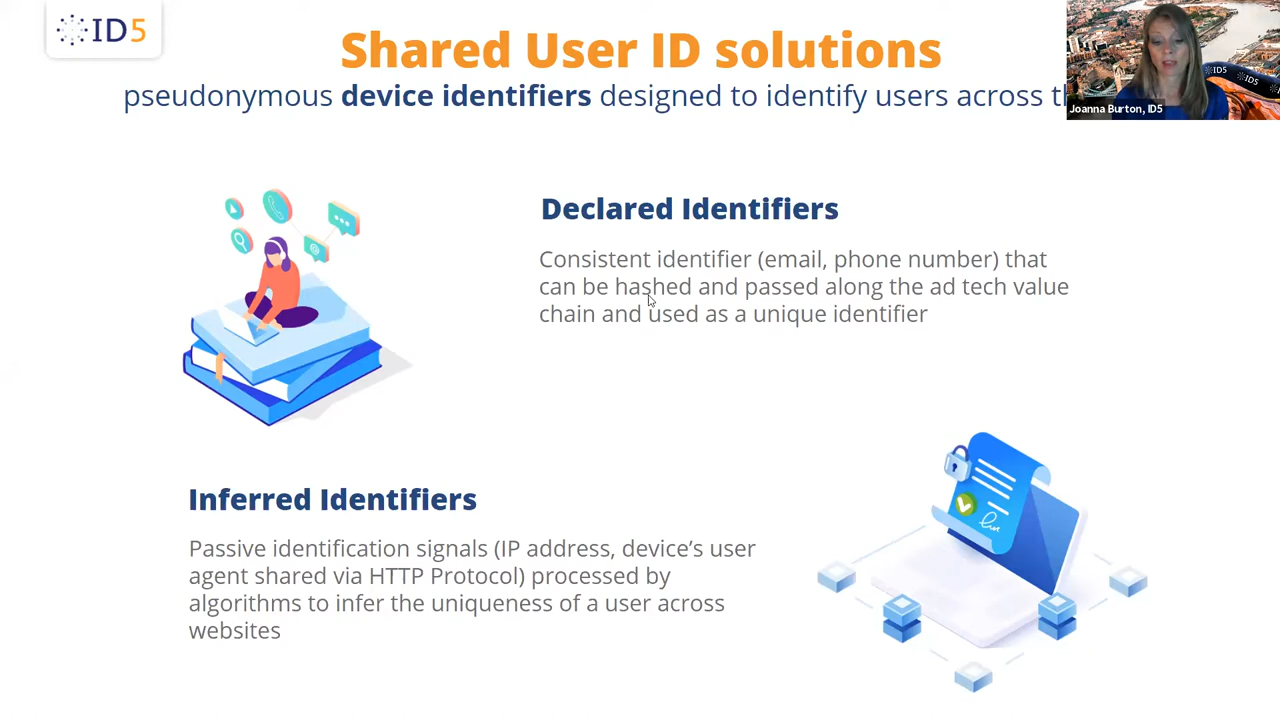 ID5
Shared User ID solutions
pseudonymous device identifiers designed to identify users across
ID5
ID5
Joanna Burton, ID5
Declared Identifiers
Consistent identifier (email, phone number) that
can be hashed and passed along the ad tech value
chain and used as a unique identifier
Inferred Identifiers
Passive identification signals (IP address, device’s user
agent shared via HTTP Protocol) processed by
algorithms to infer the uniqueness of a user across
websites